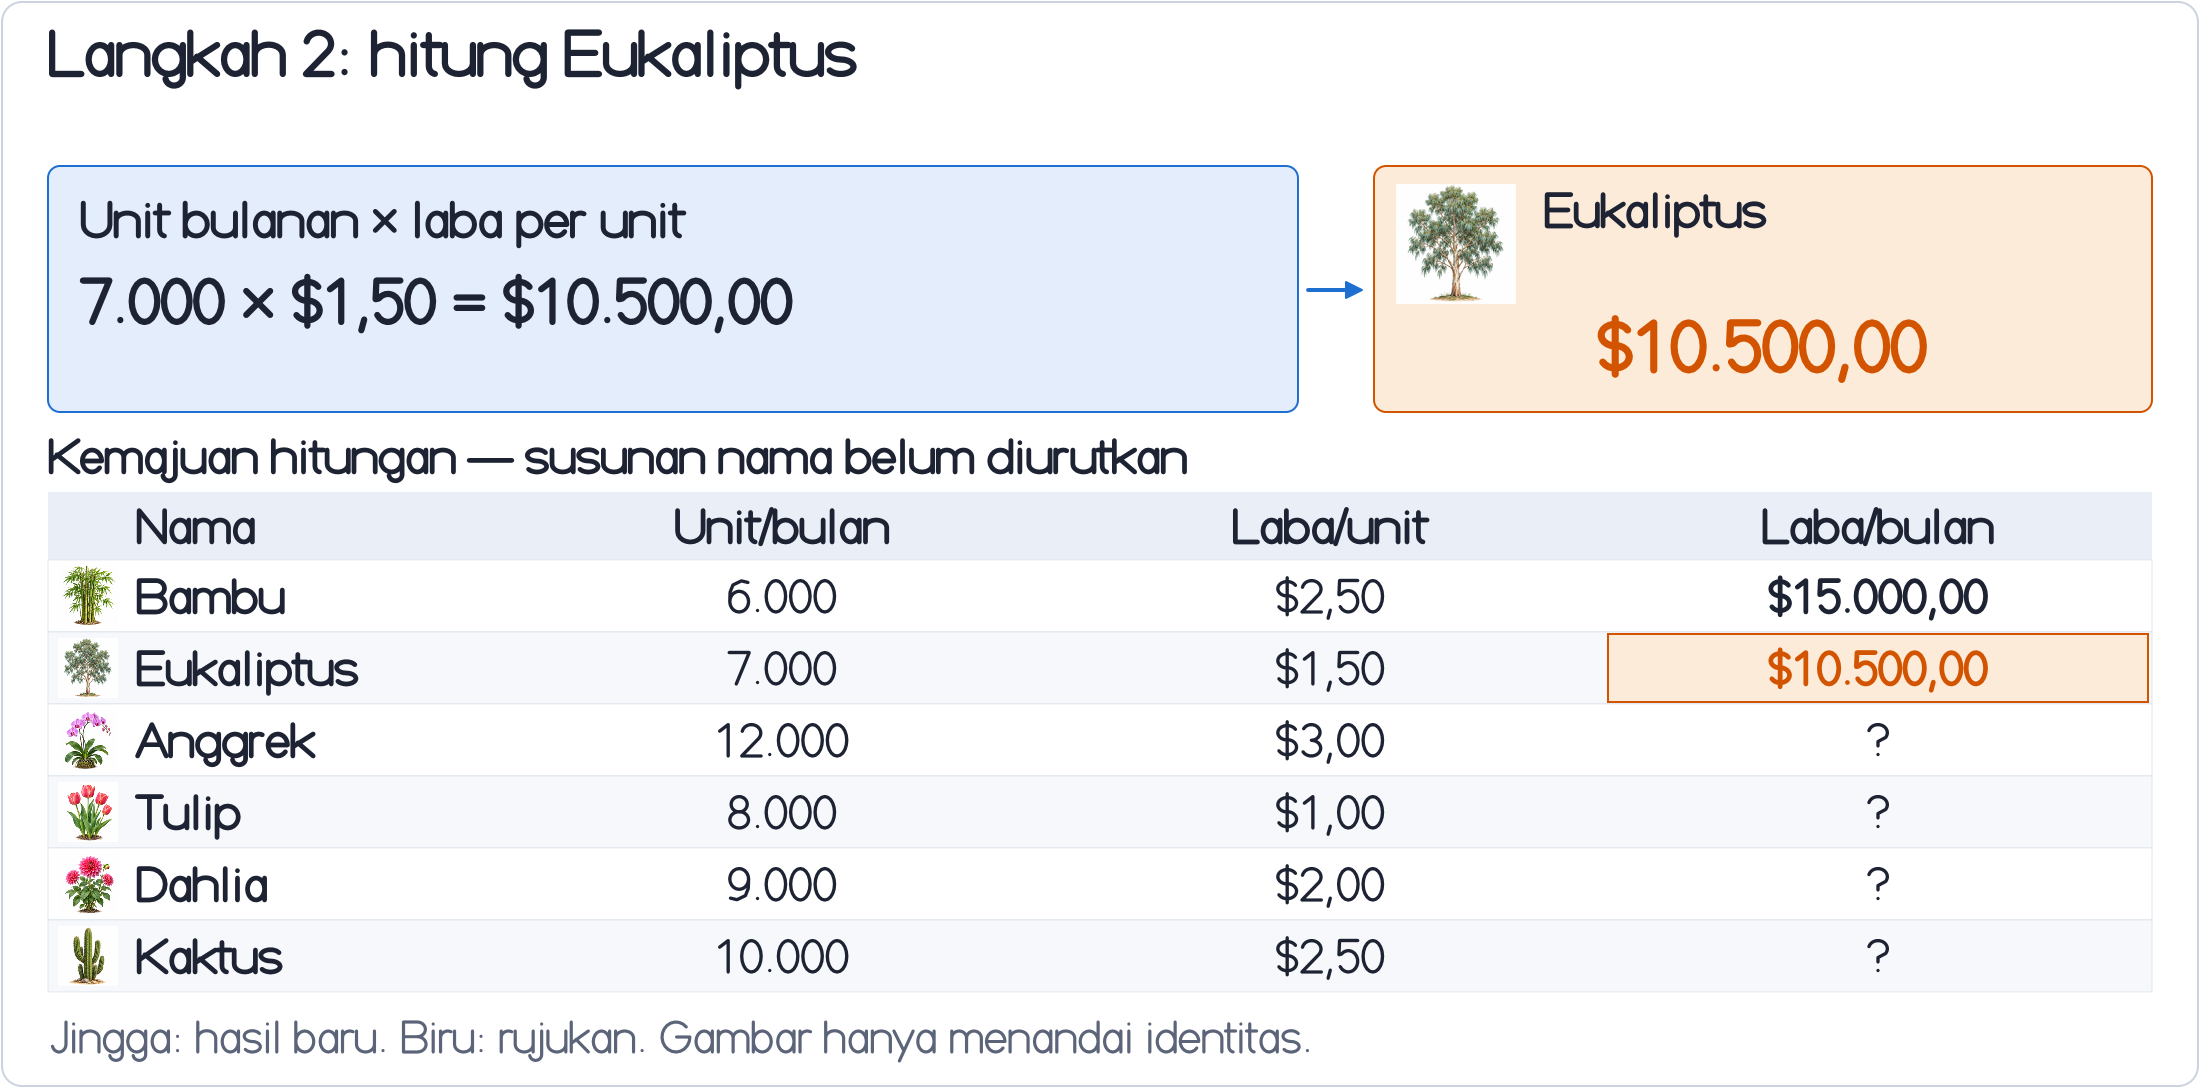 Langkah 2: hitung Eukaliptus
Unit bulanan × laba per unit
7.000 × $1,50 = $10.500,00
Eukaliptus
$10.500,00
Kemajuan hitungan — susunan nama belum diurutkan
Nama Unit/bulan Laba/unit Laba/bulan
Bambu 6.000 $2,50 $15.000,00
Eukaliptus 7.000 $1,50 $10.500,00
Anggrek 12.000 $3,00 ?
Tulip 8.000 $1,00 ?
Dahlia 9.000 $2,00 ?
Kaktus 10.000 $2,50 ?
Jingga: hasil baru. Biru: rujukan. Gambar hanya menandai identitas.